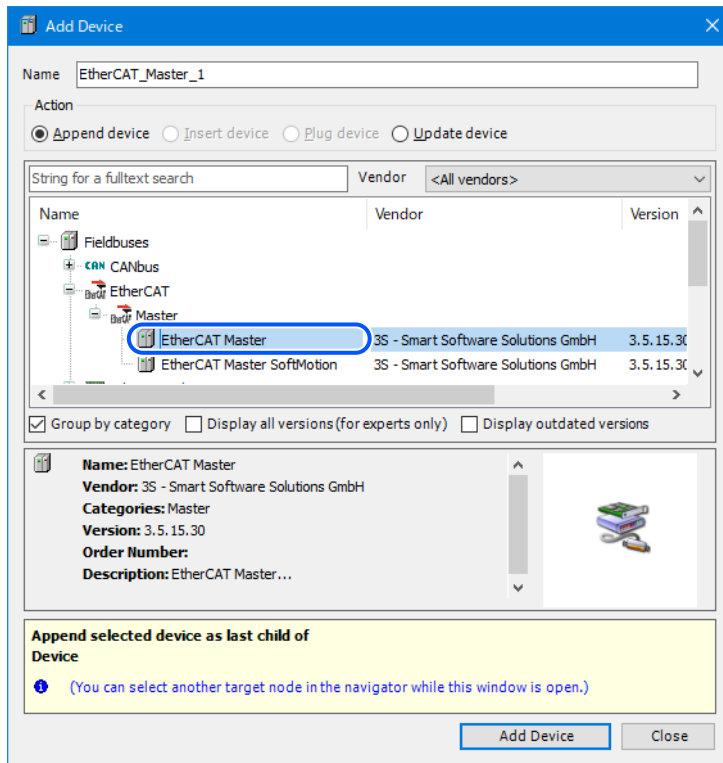 Add Device
Name EtherCAT_Master_1
Action
Append device Insert device Plug device Update device
String for a fulltext search Vendor <All vendors>
Name Vendor Version
Fieldbuses
CAN CANbus
EtherCAT
Master
EtherCAT Master 3S - Smart Software Solutions GmbH 3.5.15.30
EtherCAT Master SoftMotion 3S - Smart Software Solutions GmbH 3.5.15.30
Group by category Display all versions (for experts only) Display outdated versions
Name: EtherCAT Master
Vendor: 3S - Smart Software Solutions GmbH
Categories: Master
Version: 3.5.15.30
Order Number:
Description: EtherCAT Master...
Append selected device as last child of
Device
(You can select another target node in the navigator while this window is open.)
Add Device Close